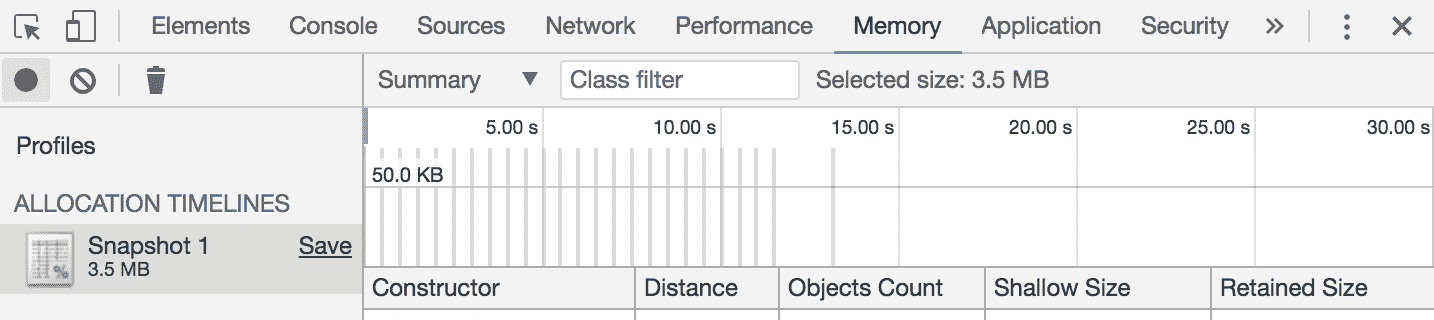 Elements Console Sources Network Performance Memory Application Security »
Summary ▼ Class filter Selected size: 3.5 MB
5.00 s 10.00 s 15.00 s 20.00 s 25.00 s 30.00 s
Profiles
50.0 KB
ALLOCATION TIMELINES
Snapshot 1 Save
3.5 MB
Constructor Distance Objects Count Shallow Size Retained Size